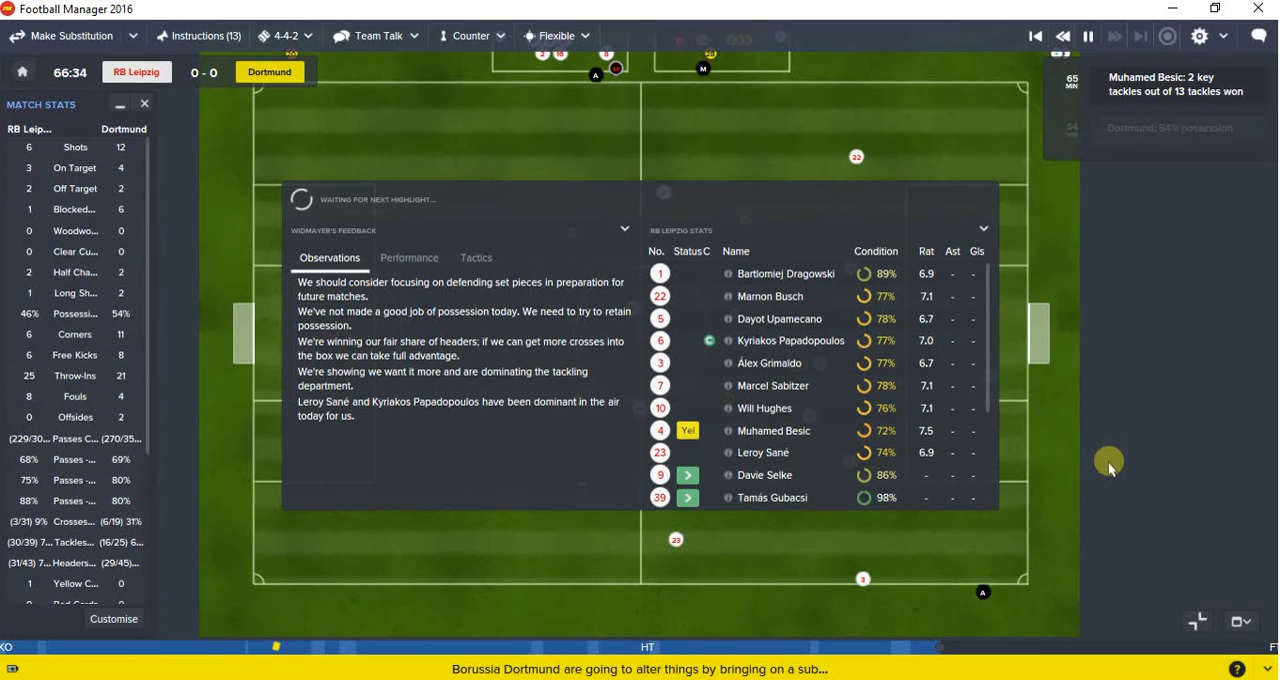 Football Manager 2016
Make Substitution
Instructions (13)
4-4-2
Team Talk
Counter
Flexible
66:34
RB Leipzig
0 - 0
Dortmund
MATCH STATS
RB Leip... Dortmund
6 Shots 12
3 On Target 4
2 Off Target 2
1 Blocked... 6
0 Woodwo... 0
0 Clear Cu... 0
2 Half Cha... 2
1 Long Sh... 2
46% Possessi... 54%
6 Corners 11
6 Free Kicks 8
25 Throw-Ins 21
8 Fouls 4
0 Offsides 2
(229/30... Passes C... (270/35...
68% Passes -... 69%
75% Passes -... 80%
88% Passes -... 80%
(3/31) 9% Crosses... (6/19) 31%
(30/39) 7... Tackles... (16/25) 6...
(31/43) 7... Headers... (29/45)...
1 Yellow C... 0
Customise
65 MIN
Muhamed Besic: 2 key
tackles out of 13 tackles won
Dortmund: 54% possession
A
M
22
23
3
A
WAITING FOR NEXT HIGHLIGHT...
WIDMAYER'S FEEDBACK
Observations Performance Tactics
We should consider focusing on defending set pieces in preparation for
future matches.
We've not made a good job of possession today. We need to try to retain
possession.
We're winning our fair share of headers; if we can get more crosses into
the box we can take full advantage.
We're showing we want it more and are dominating the tackling
department.
Leroy Sané and Kyriakos Papadopoulos have been dominant in the air
today for us.
RB LEIPZIG STATS
No. Status C Name Condition Rat Ast Gls
1 Bartlomiej Dragowski 89% 6.9 - -
22 Marnon Busch 77% 7.1 - -
5 Dayot Upamecano 78% 6.7 - -
6 C Kyriakos Papadopoulos 77% 7.0 - -
3 Álex Grimaldo 77% 6.7 - -
7 Marcel Sabitzer 78% 7.1 - -
10 Will Hughes 76% 7.1 - -
4 Yel Muhamed Besic 72% 7.5 - -
23 Leroy Sané 74% 6.9 - -
9 Davie Selke 86% - - -
39 Tamás Gubacsi 98% - - -
KO
HT
Borussia Dortmund are going to alter things by bringing on a sub...